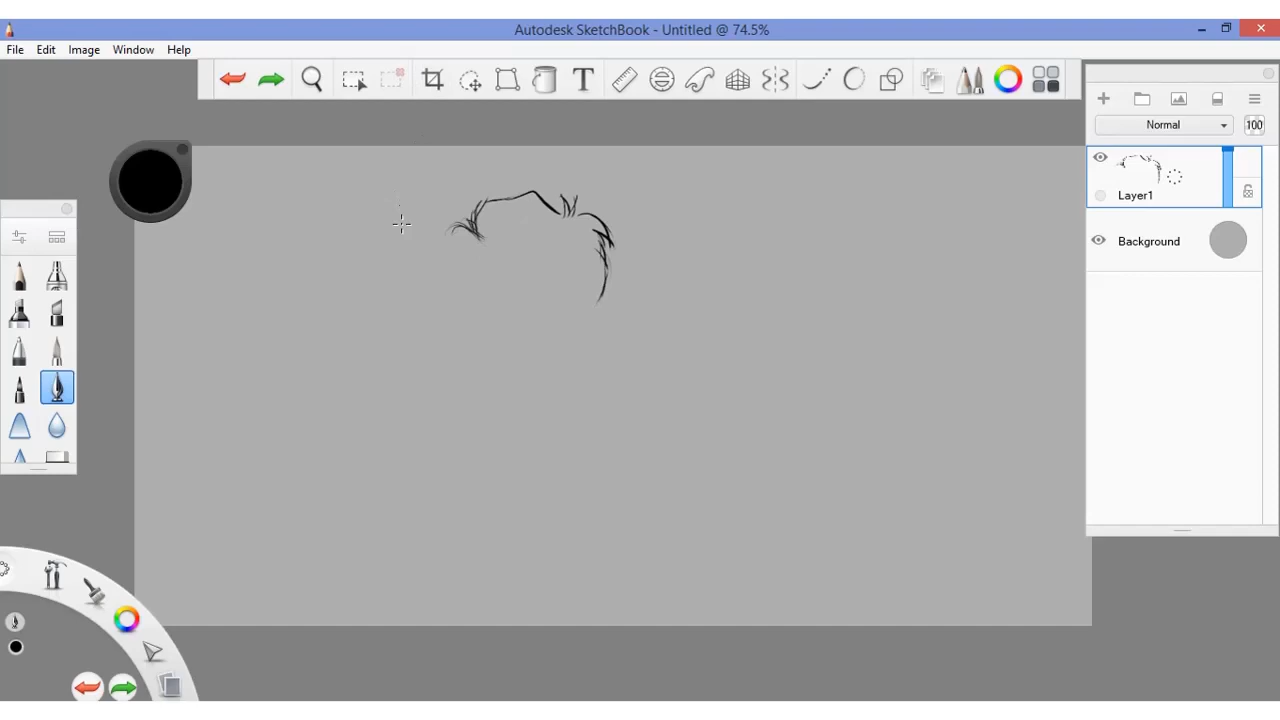 Autodesk SketchBook - Untitled @ 74.5%
File Edit Image Window Help
T
Normal 100
Layer1
Background